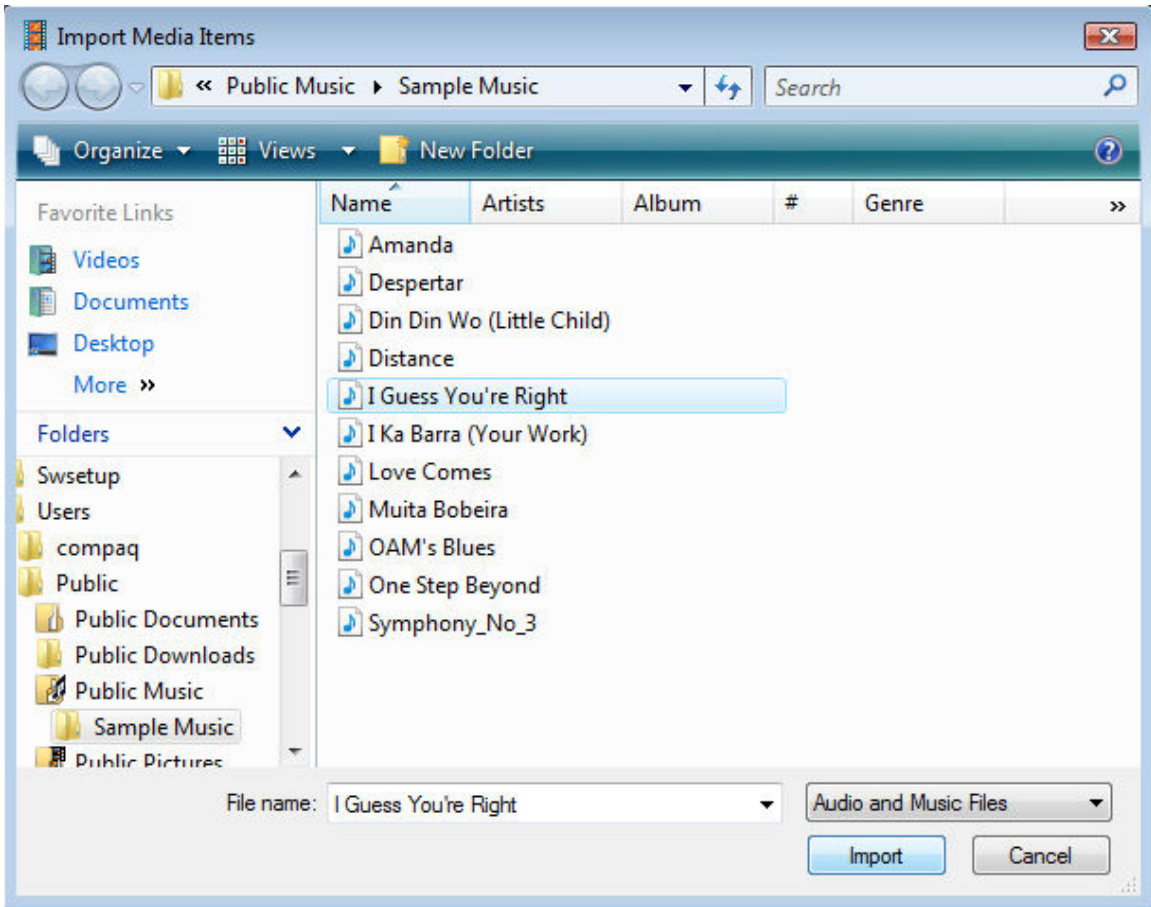 Import Media Items
« Public Music ▸ Sample Music
Search
Organize Views New Folder
Favorite Links
Videos
Documents
Desktop
More »
Folders
Swsetup
Users
compaq
Public
Public Documents
Public Downloads
Public Music
Sample Music
Public Pictures
Name Artists Album # Genre »
Amanda
Despertar
Din Din Wo (Little Child)
Distance
I Guess You're Right
I Ka Barra (Your Work)
Love Comes
Muita Bobeira
OAM's Blues
One Step Beyond
Symphony_No_3
File name: I Guess You're Right Audio and Music Files
Import Cancel